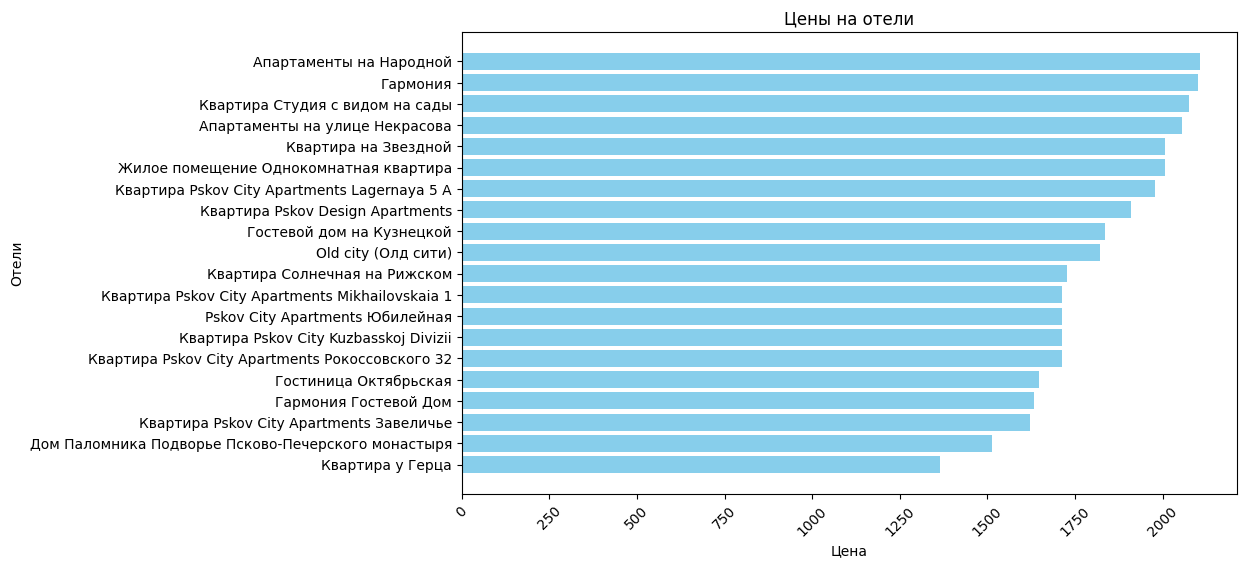 Цены на отели
Отели
Апартаменты на Народной
Гармония
Квартира Студия с видом на сады
Апартаменты на улице Некрасова
Квартира на Звездной
Жилое помещение Однокомнатная квартира
Квартира Pskov City Apartments Lagernaya 5 A
Квартира Pskov Design Apartments
Гостевой дом на Кузнецкой
Old city (Олд сити)
Квартира Солнечная на Рижском
Квартира Pskov City Apartments Mikhailovskaia 1
Pskov City Apartments Юбилейная
Квартира Pskov City Kuzbasskoj Divizii
Квартира Pskov City Apartments Рокоссовского 32
Гостиница Октябрьская
Гармония Гостевой Дом
Квартира Pskov City Apartments Завеличье
Дом Паломника Подворье Псково-Печерского монастыря
Квартира у Герца
0 250 500 750 1000 1250 1500 1750 2000
Цена